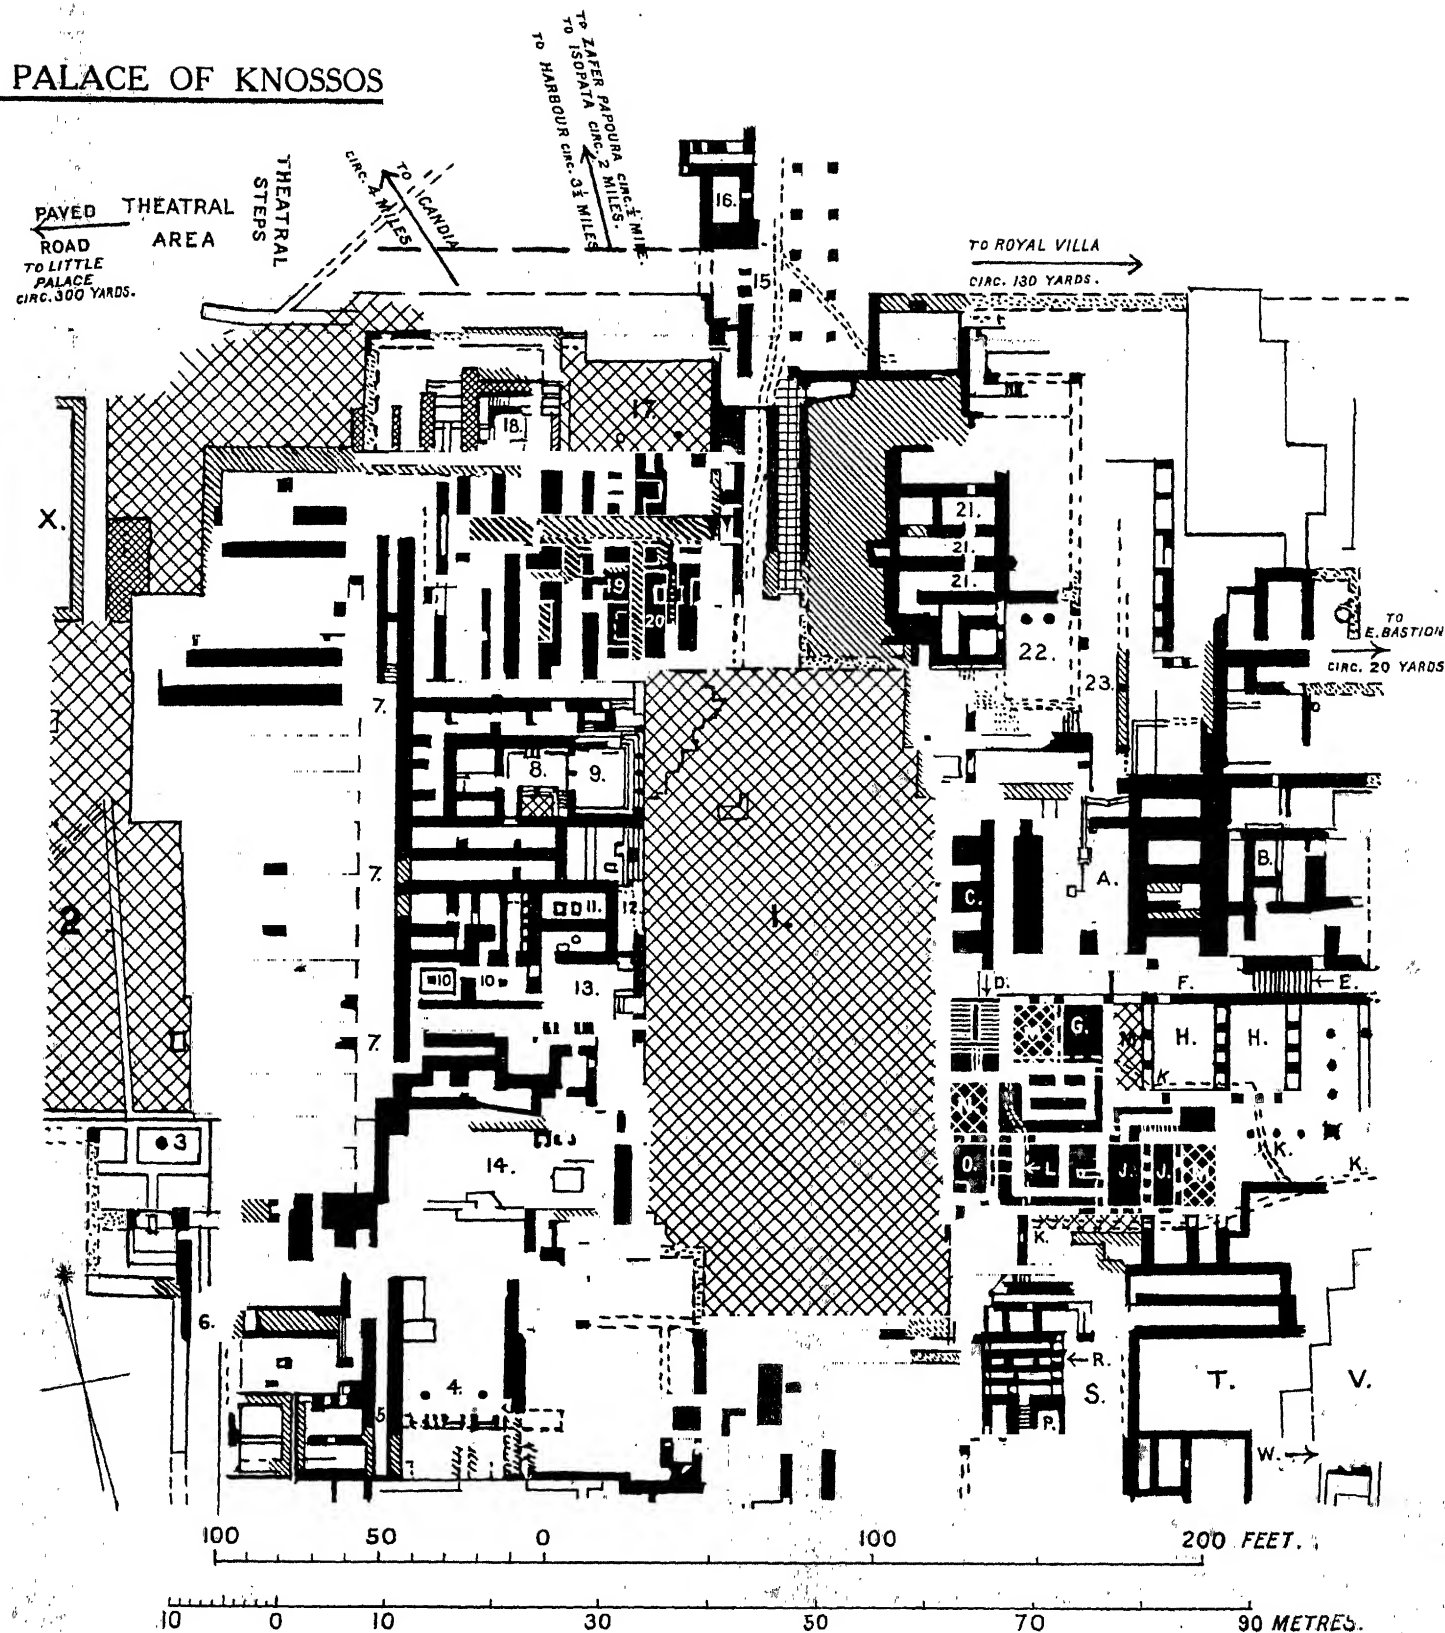 PALACE OF KNOSSOS
TO ZAFER PAPOURA CIRC. ½ MILE.
TO ISOPATA CIRC. 2 MILES.
TO HARBOUR CIRC. 3½ MILES
THEATRAL
STEPS
TO CANDIA
CIRC. 4 MILES
PAVED
ROAD
TO LITTLE
PALACE
CIRC. 300 YARDS.
THEATRAL
AREA
TO ROYAL VILLA
CIRC. 130 YARDS.
16.
15
17.
18.
X.
21.
21.
21.
19
20
22.
23.
TO
E. BASTION
CIRC. 20 YARDS
7.
8.
9.
7.
A.
B.
C.
11.
12.
1.
2
10
10
13.
D.
F.
E.
7.
M.
G.
M
H.
H.
K
3
14.
O.
L
J.
J.
M.
K.
K.
K.
6.
R.
S.
T.
V.
4.
5
P.
W.
100 50 0 100 200 FEET.
10 0 10 30 50 70 90 METRES.